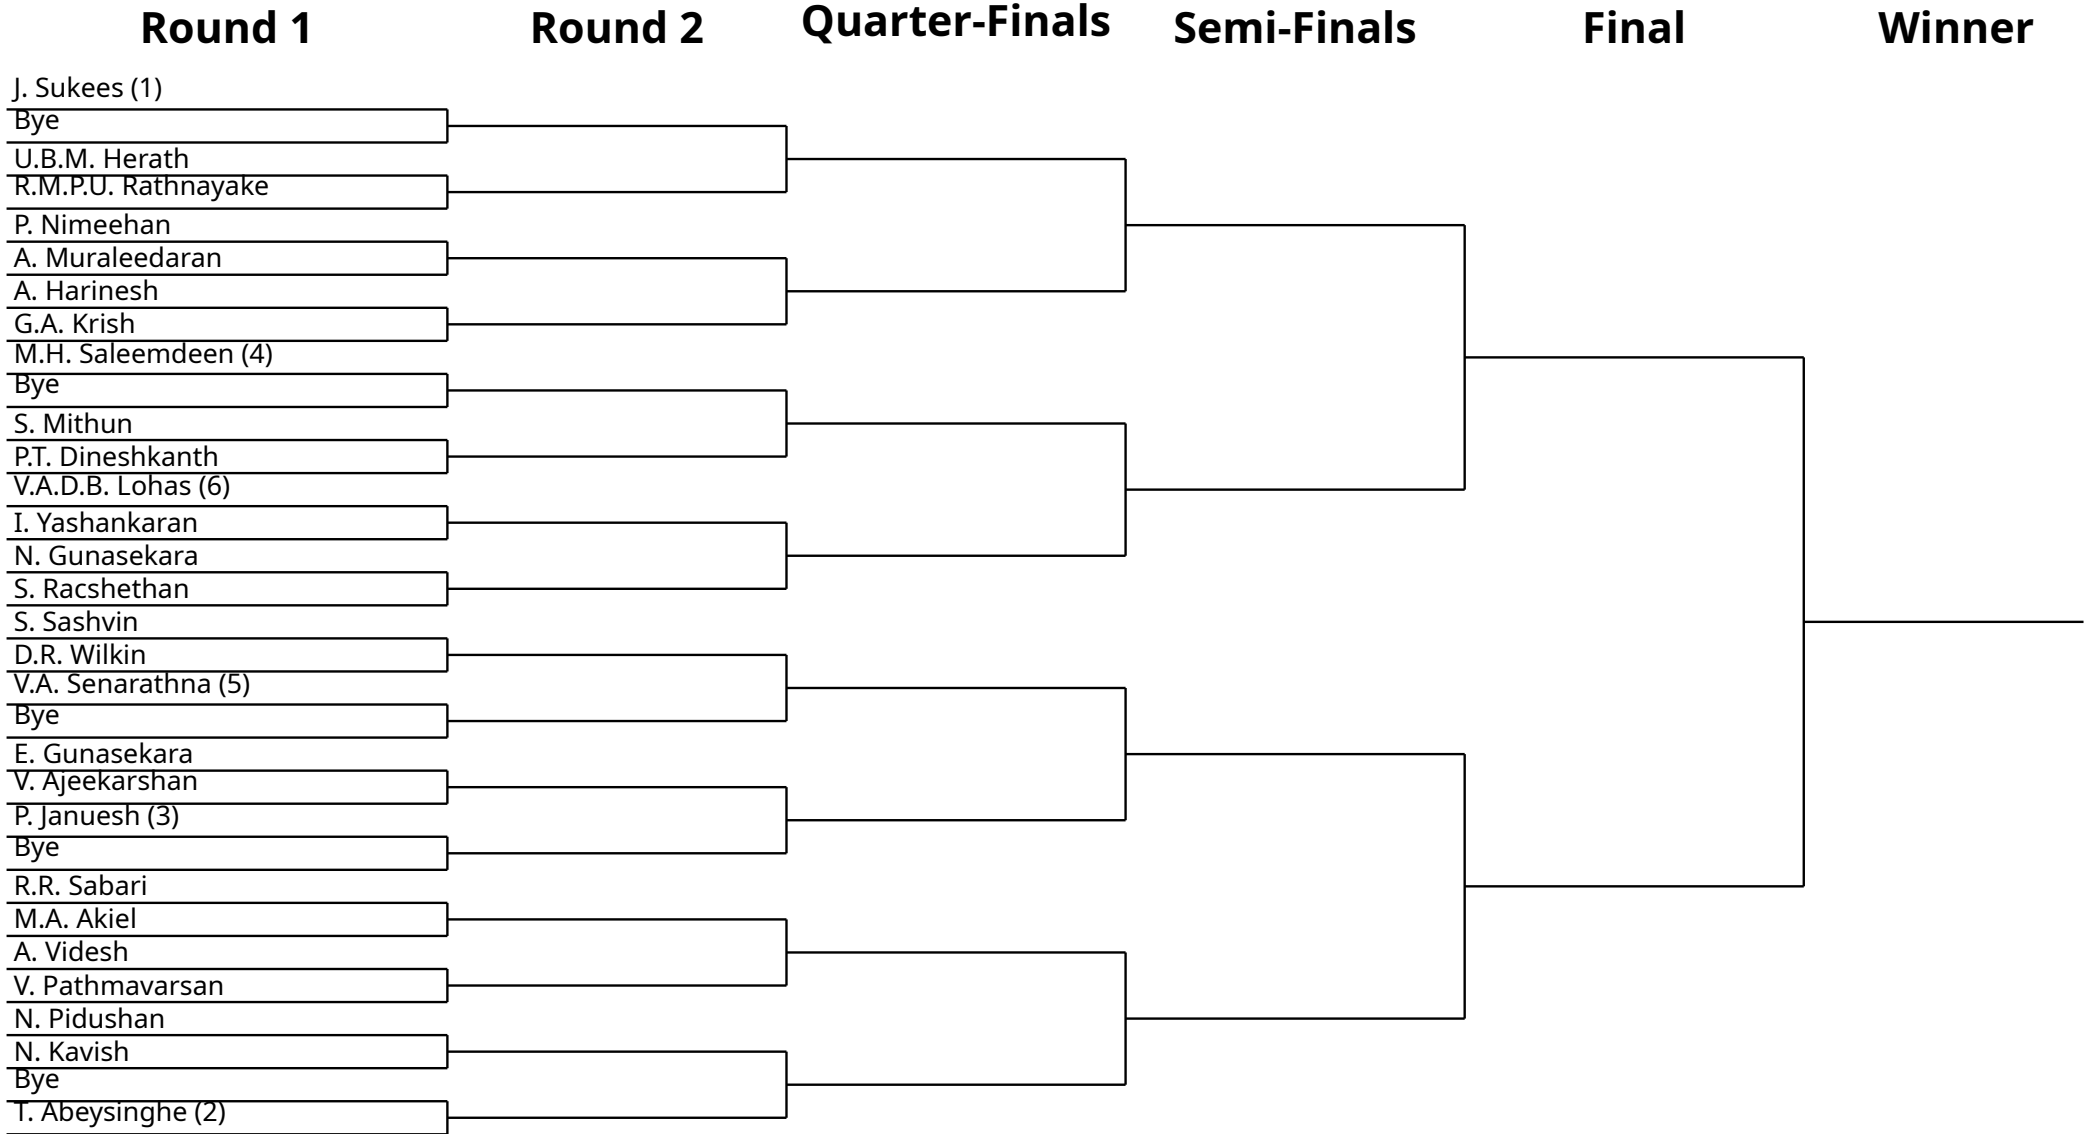 Round 1 Round 2 Quarter-Finals Semi-Finals Final Winner
J. Sukees (1)
Bye
U.B.M. Herath
R.M.P.U. Rathnayake
P. Nimeehan
A. Muraleedaran
A. Harinesh
G.A. Krish
M.H. Saleemdeen (4)
Bye
S. Mithun
P.T. Dineshkanth
V.A.D.B. Lohas (6)
I. Yashankaran
N. Gunasekara
S. Racshethan
S. Sashvin
D.R. Wilkin
V.A. Senarathna (5)
Bye
E. Gunasekara
V. Ajeekarshan
P. Januesh (3)
Bye
R.R. Sabari
M.A. Akiel
A. Videsh
V. Pathmavarsan
N. Pidushan
N. Kavish
Bye
T. Abeysinghe (2)